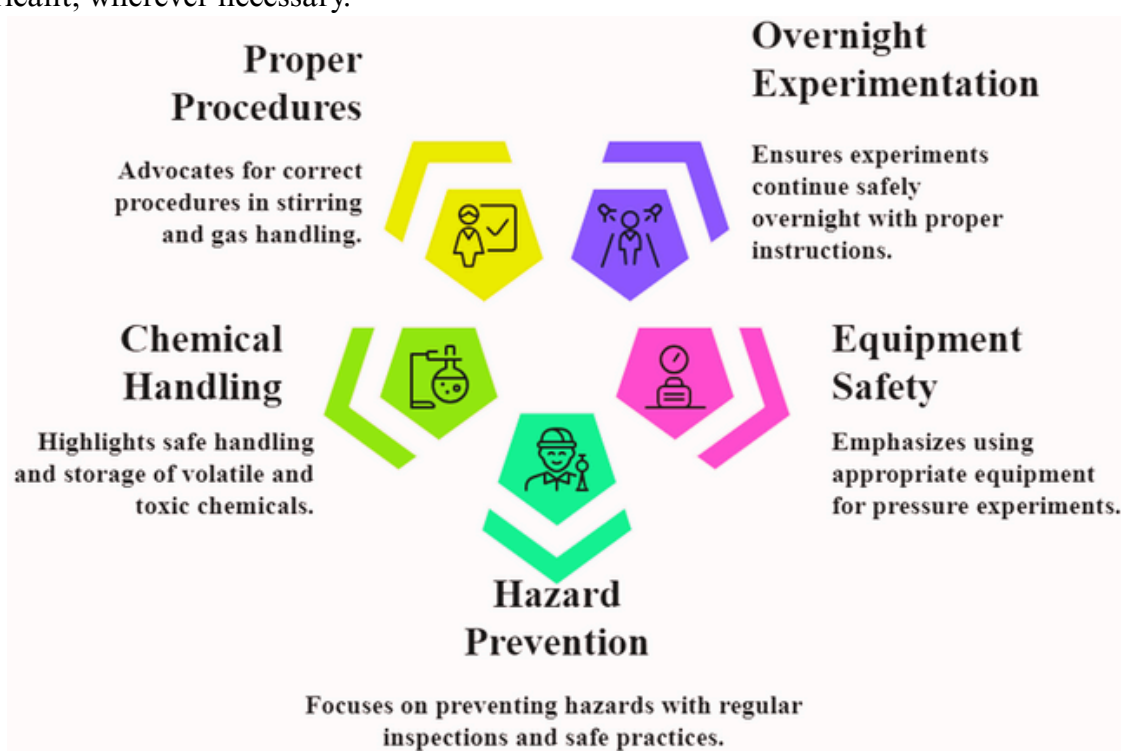 wherever necessary.
Proper
Procedures
Advocates for correct
procedures in stirring
and gas handling.
Overnight
Experimentation
Ensures experiments
continue safely
overnight with proper
instructions.
Chemical
Handling
Highlights safe handling
and storage of volatile and
toxic chemicals.
Equipment
Safety
Emphasizes using
appropriate equipment
for pressure experiments.
Hazard
Prevention
Focuses on preventing hazards with regular
inspections and safe practices.